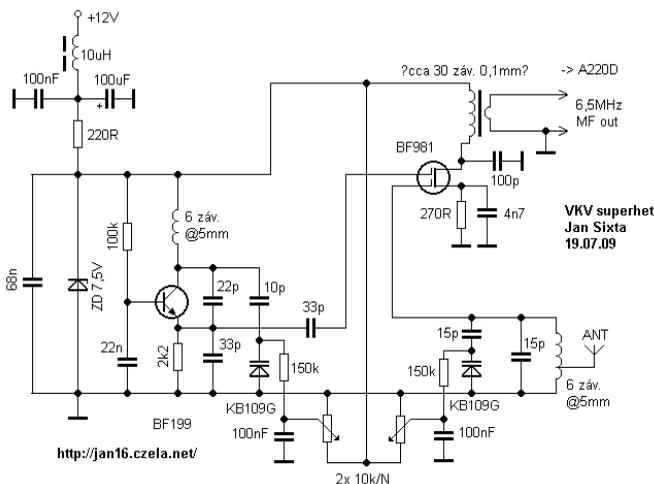 +12V
10uH
100nF
100uF
+
220R
?cca 30 záv. 0,1mm?
-> A220D
6,5MHz
MF out
BF981
100p
270R
4n7
VKV superhet
Jan Sixta
19.07.09
6 záv.
@5mm
100k
68n
ZD 7,5V
22p
10p
33p
22n
2k2
33p
150k
15p
15p
ANT
150k
6 záv.
@5mm
KB109G
KB109G
BF199
100nF
100nF
http://jan16.czela.net/
2x 10k/N